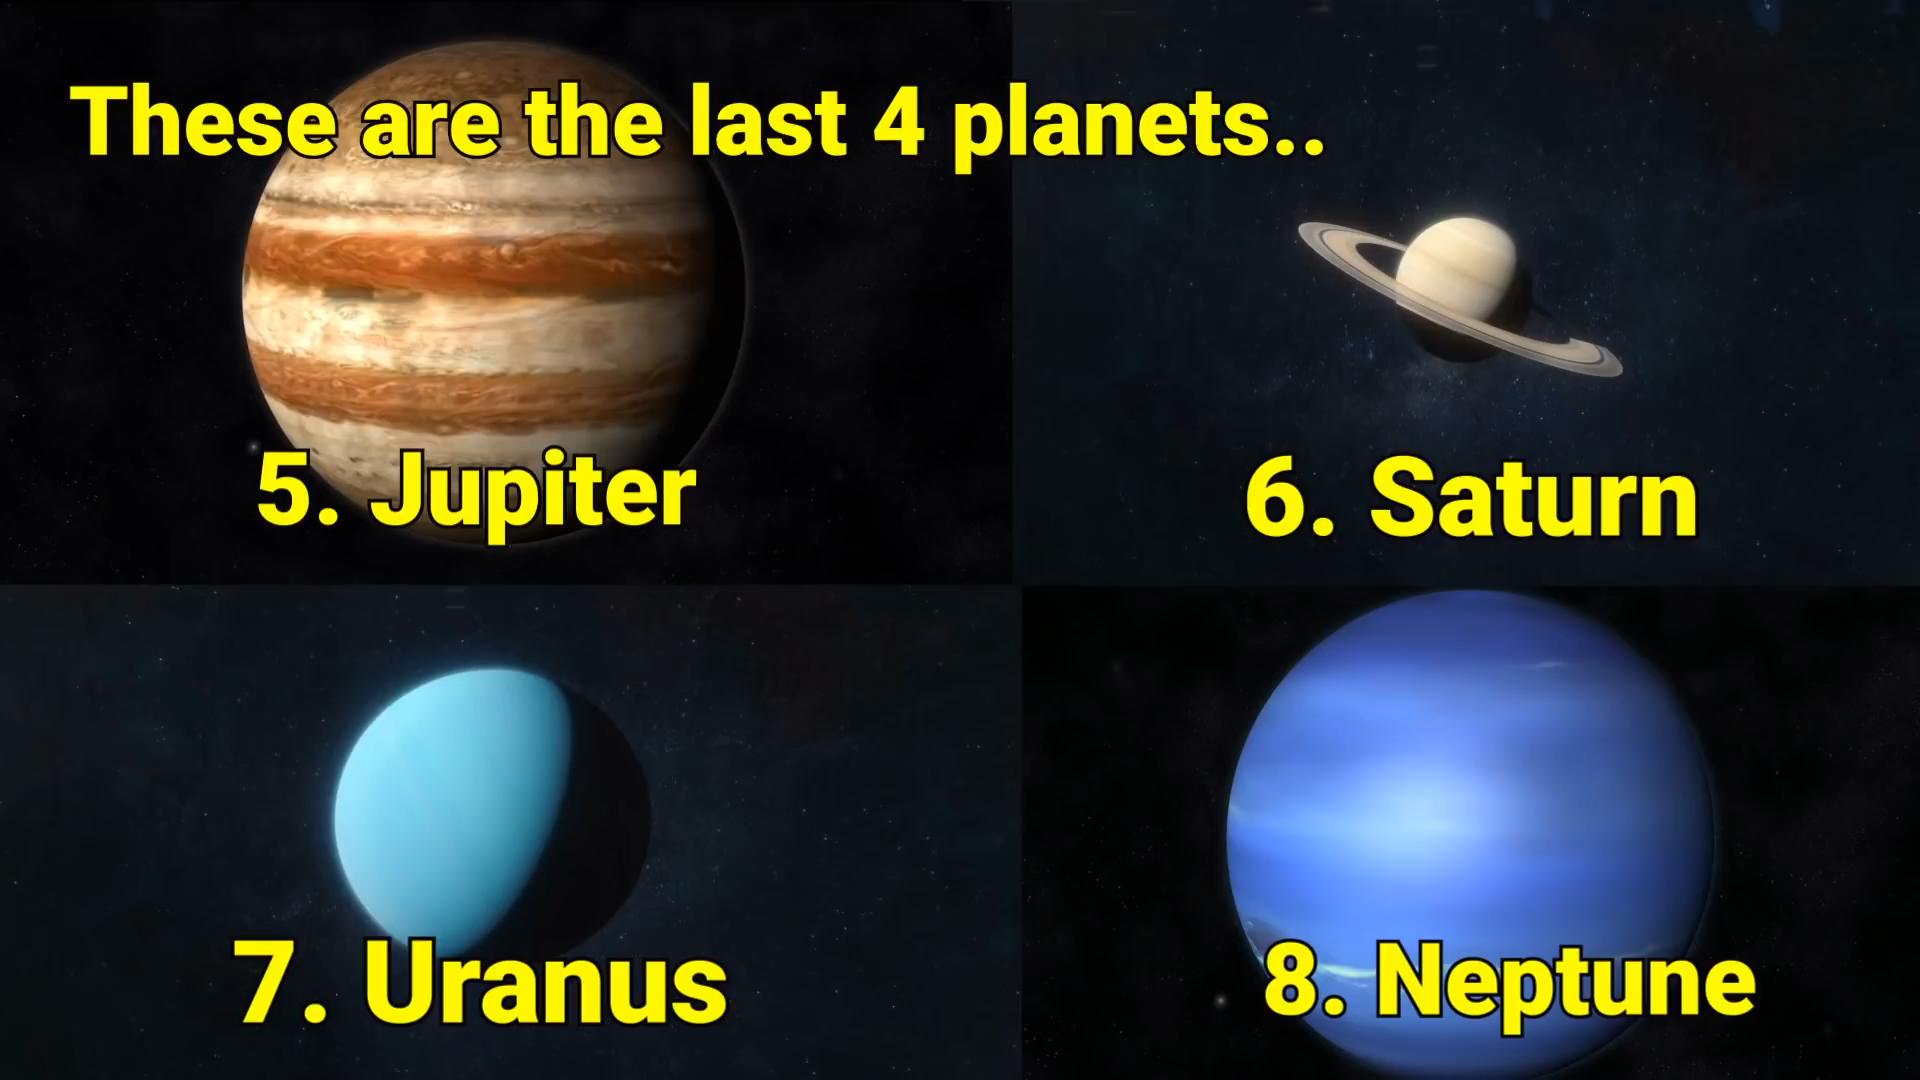 These are the last 4 planets..
5. Jupiter
6. Saturn
7. Uranus
8. Neptune